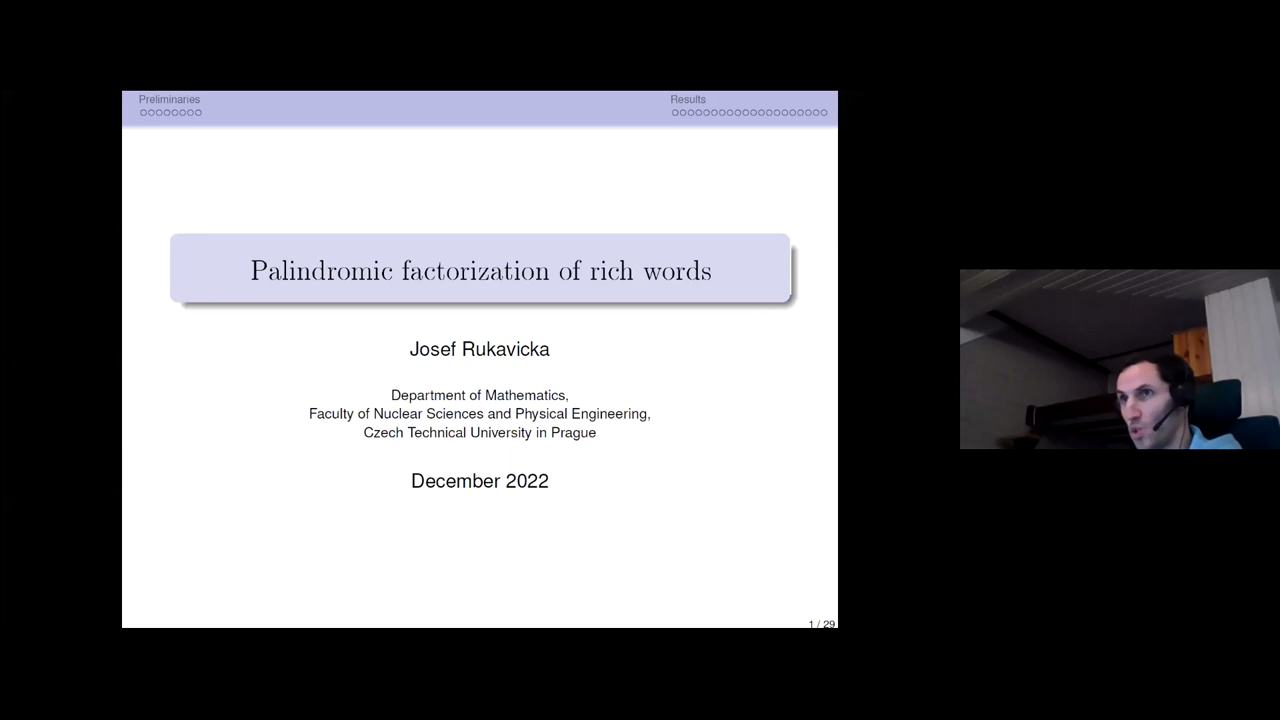 Preliminaries
Results
Palindromic factorization of rich words
Josef Rukavicka
Department of Mathematics,
Faculty of Nuclear Sciences and Physical Engineering,
Czech Technical University in Prague
December 2022
1 / 29